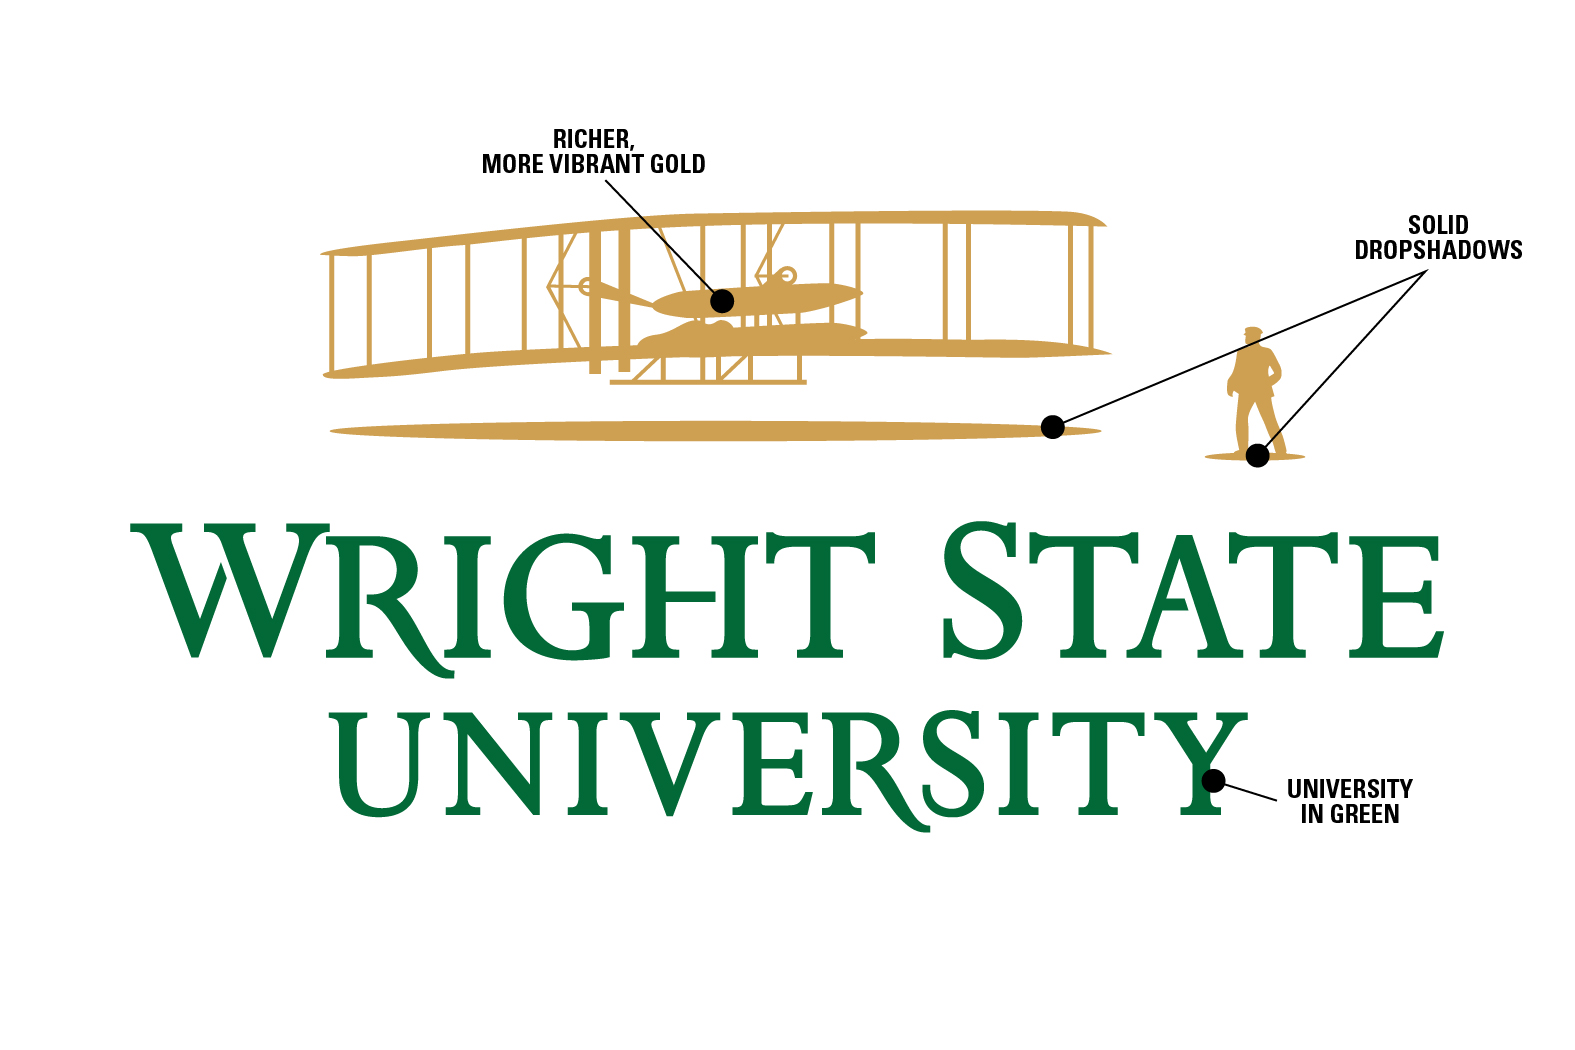 RICHER,
MORE VIBRANT GOLD
SOLID
DROPSHADOWS
WRIGHT STATE
UNIVERSITY
UNIVERSITY
IN GREEN